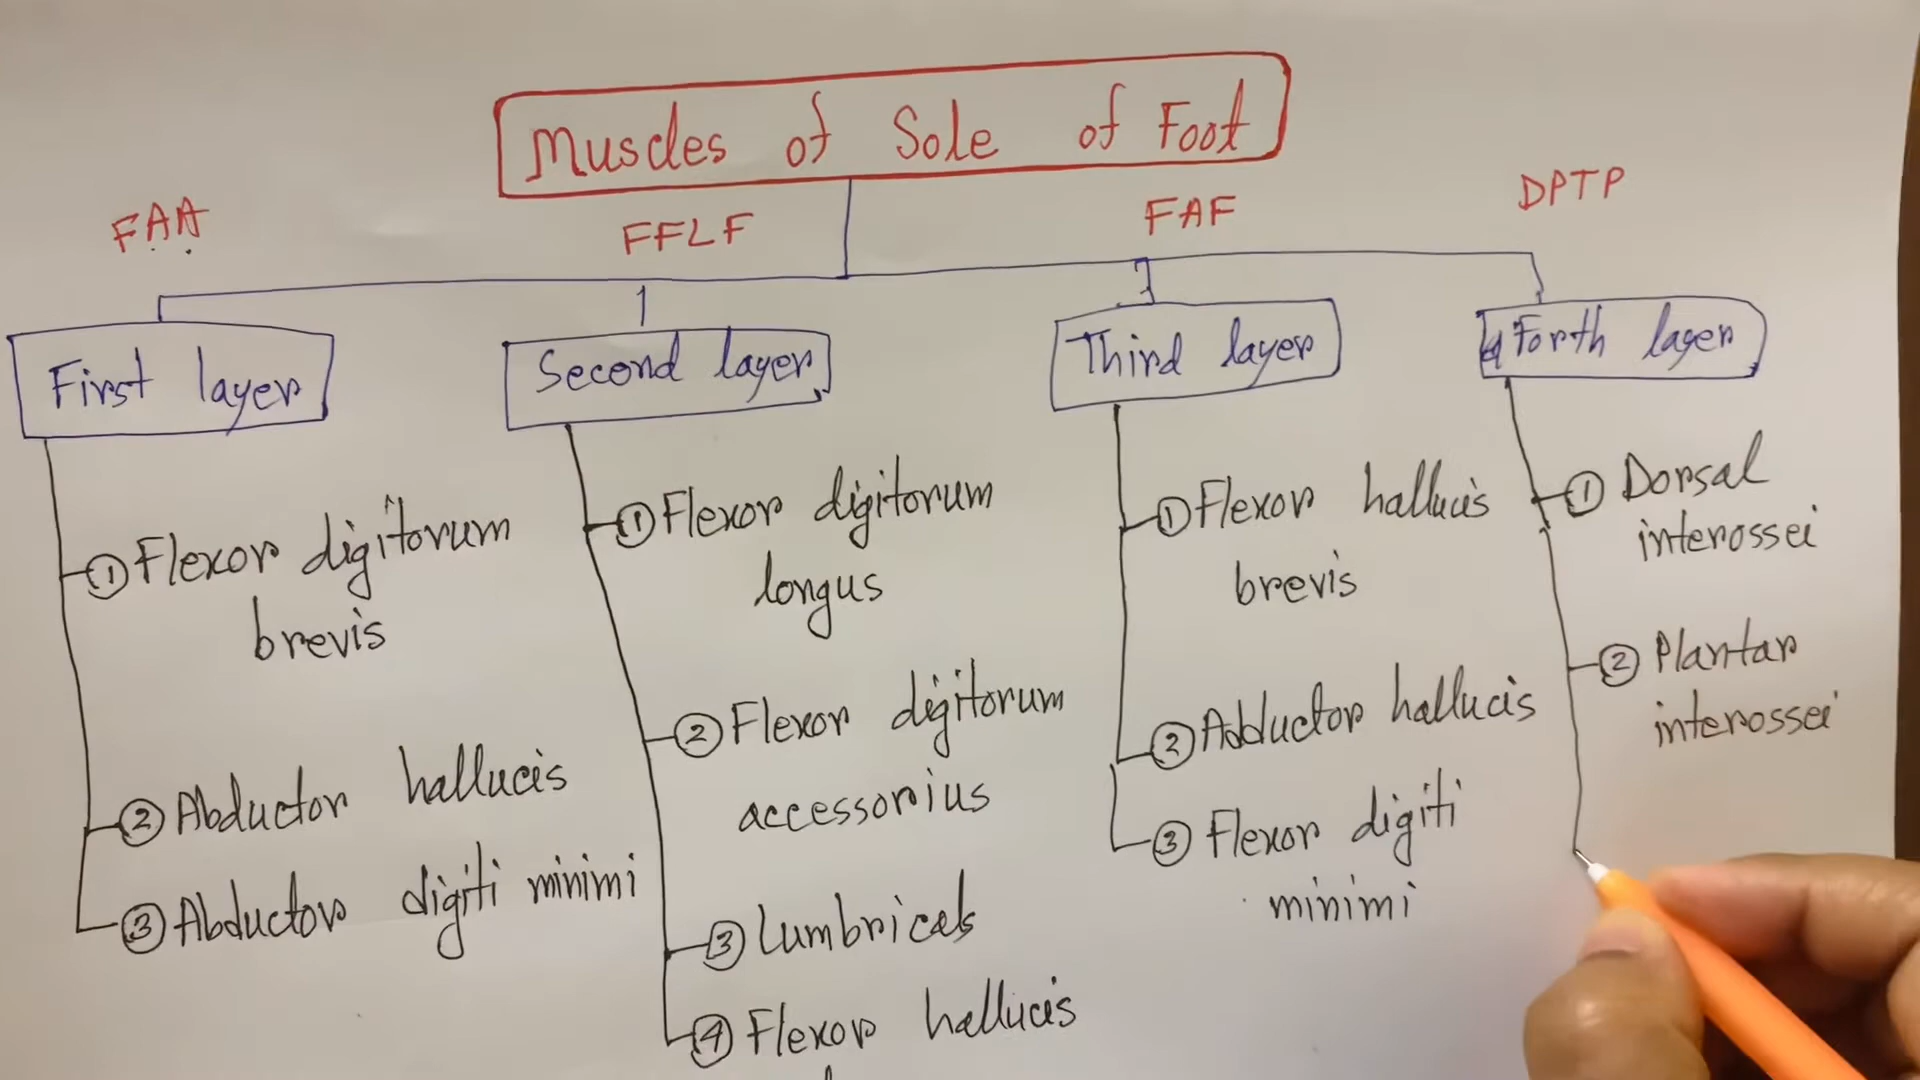 Muscles of Sole of Foot
FAA
FFLF
FAF
DPTP
First layer
① Flexor digitorum
brevis
② Abductor hallucis
③ Abductor digiti minimi
Second layer
① Flexor digitorum
longus
② Flexor digitorum
accessorius
③ Lumbricals
④ Flexor hallucis
Third layer
① Flexor hallucis
brevis
② Adductor hallucis
③ Flexor digiti
minimi
Forth layer
① Dorsal
interossei
② Plantar
interossei